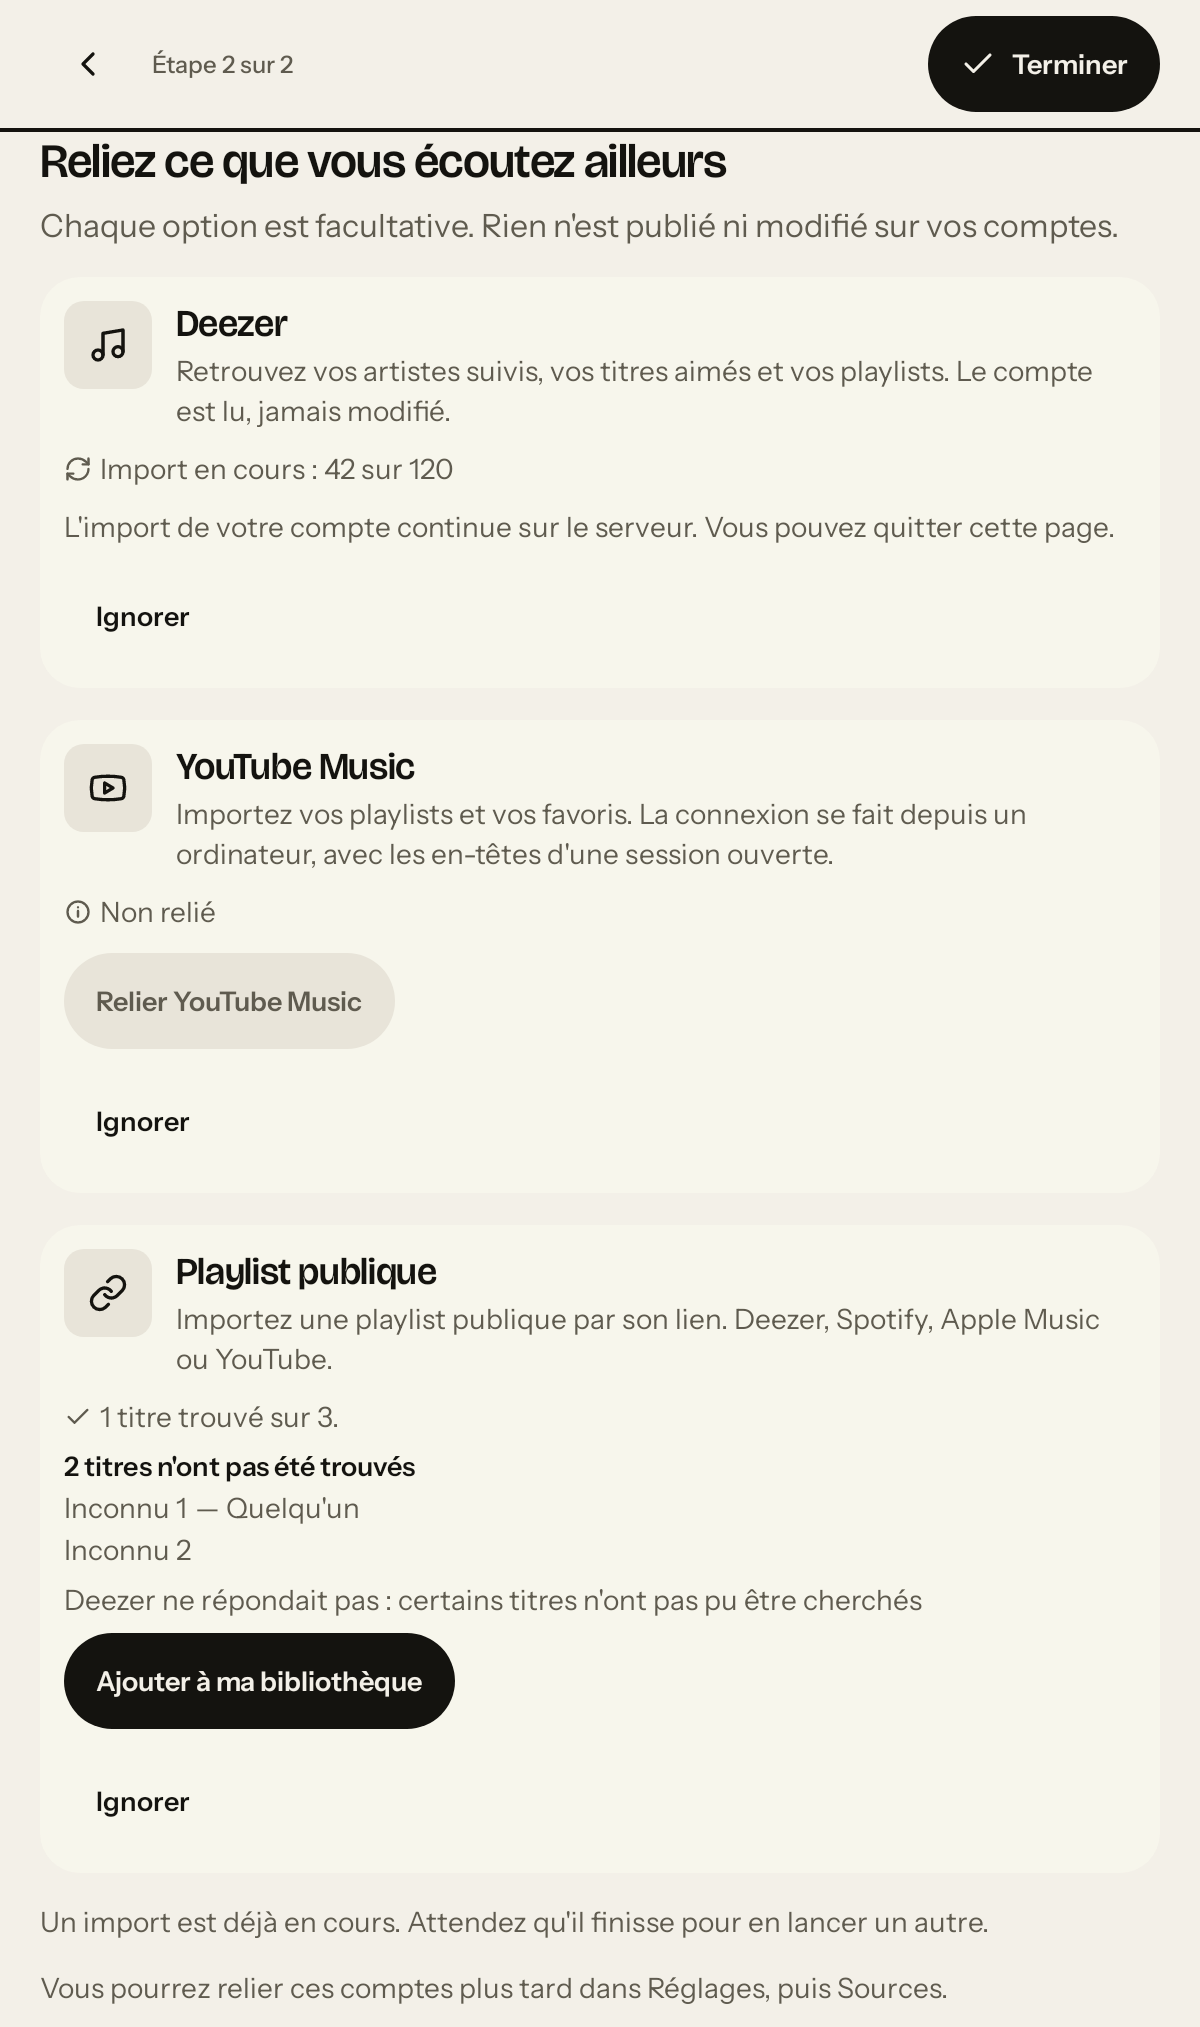 Étape 2 sur 2
Terminer
Reliez ce que vous écoutez ailleurs
Chaque option est facultative. Rien n'est publié ni modifié sur vos comptes.
Deezer
Retrouvez vos artistes suivis, vos titres aimés et vos playlists. Le compte
est lu, jamais modifié.
Import en cours : 42 sur 120
L'import de votre compte continue sur le serveur. Vous pouvez quitter cette page.
Ignorer
YouTube Music
Importez vos playlists et vos favoris. La connexion se fait depuis un
ordinateur, avec les en-têtes d'une session ouverte.
Non relié
Relier YouTube Music
Ignorer
Playlist publique
Importez une playlist publique par son lien. Deezer, Spotify, Apple Music
ou YouTube.
1 titre trouvé sur 3.
2 titres n'ont pas été trouvés
Inconnu 1 — Quelqu'un
Inconnu 2
Deezer ne répondait pas : certains titres n'ont pas pu être cherchés
Ajouter à ma bibliothèque
Ignorer
Un import est déjà en cours. Attendez qu'il finisse pour en lancer un autre.
Vous pourrez relier ces comptes plus tard dans Réglages, puis Sources.